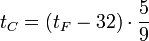 t_C = (t_F − 32) · 5/9